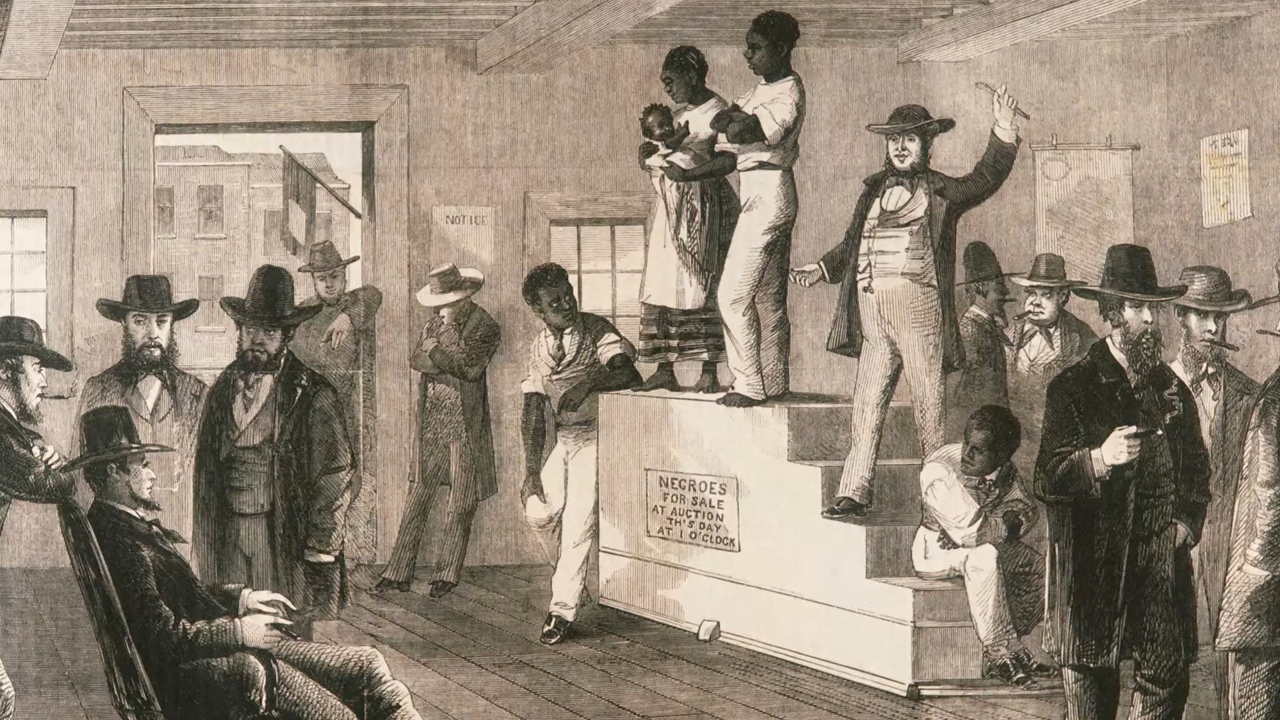 NOTICE
NEGROES
FOR SALE
AT AUCTION
TH'S DAY
AT 1 O'CLOCK